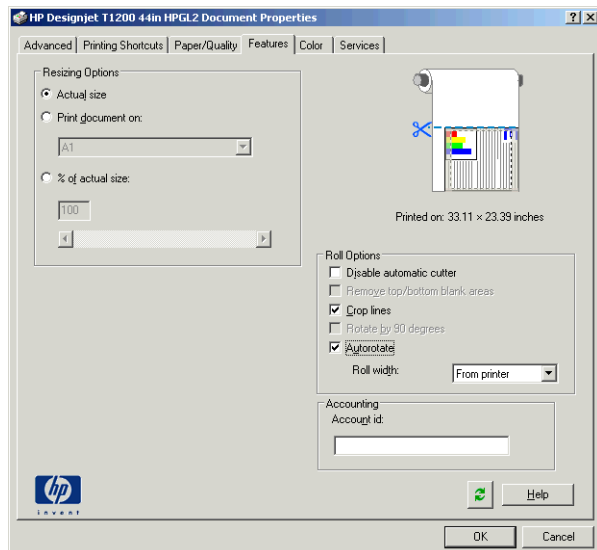 HP Designjet T1200 44in HPGL2 Document Properties
Advanced Printing Shortcuts Paper/Quality Features Color Services
Resizing Options
Actual size
Print document on:
A1
% of actual size:
100
Printed on: 33.11 × 23.39 inches
Roll Options
Disable automatic cutter
Remove top/bottom blank areas
Crop lines
Rotate by 90 degrees
Autorotate
Roll width: From printer
Accounting
Account id:
hp
invent
Help
OK Cancel